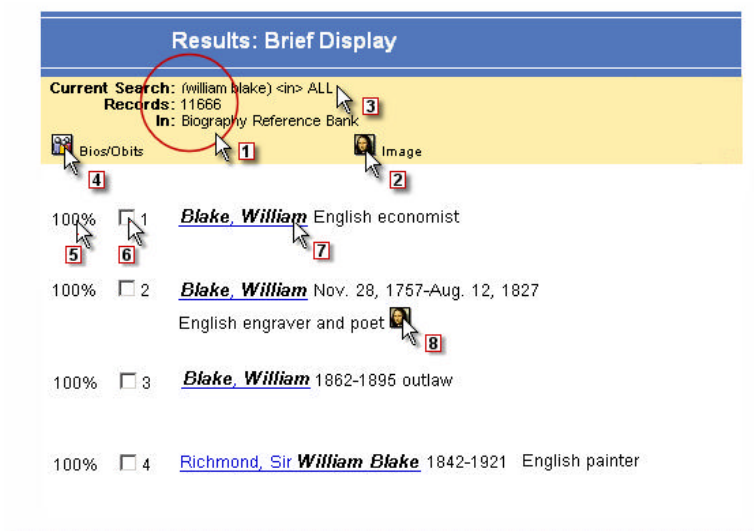 Results: Brief Display
Current Search: (william blake) <in> ALL
3
Records: 11666
In: Biography Reference Bank
1
Bios/Obits
Image
4
2
100% 1 Blake, William English economist
5 6 7
100% 2 Blake, William Nov. 28, 1757-Aug. 12, 1827
English engraver and poet
8
100% 3 Blake, William 1862-1895 outlaw
100% 4 Richmond, Sir William Blake 1842-1921 English painter